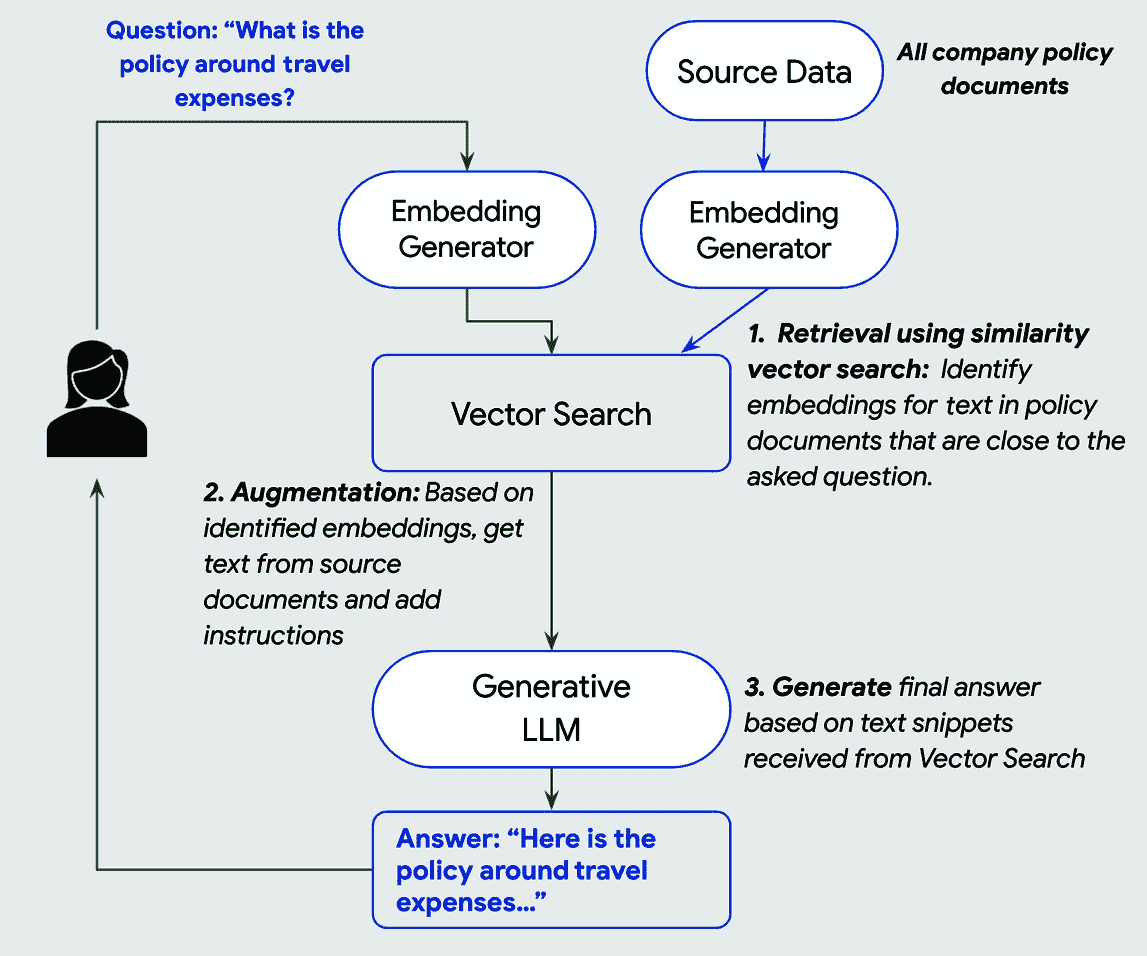 Question: “What is the
policy around travel
expenses?
Source Data
All company policy
documents
Embedding
Generator
Embedding
Generator
1. Retrieval using similarity
vector search: Identify
embeddings for text in policy
documents that are close to the
asked question.
Vector Search
2. Augmentation: Based on
identified embeddings, get
text from source
documents and add
instructions
Generative
LLM
3. Generate final answer
based on text snippets
received from Vector Search
Answer: “Here is the
policy around travel
expenses...”